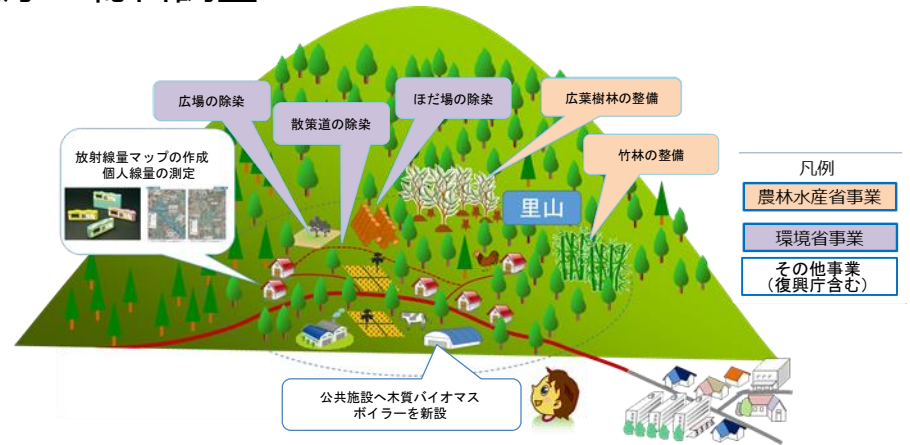 広場の除染
散策道の除染
ほだ場の除染
広葉樹林の整備
竹林の整備
放射線量マップの作成
個人線量の測定
里山
凡例
農林水産省事業
環境省事業
その他事業
(復興庁含む)
公共施設へ木質バイオマス
ボイラーを新設